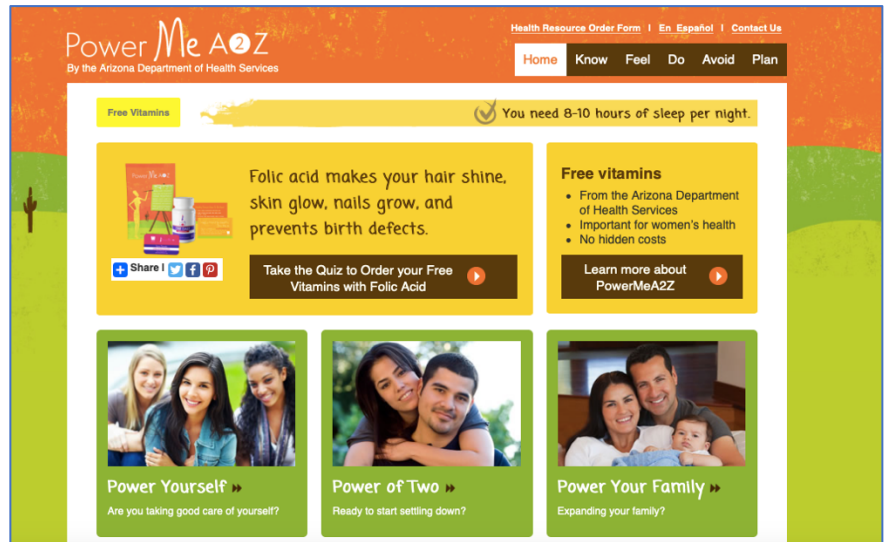 Health Resource Order Form | En Español | Contact Us
Power Me A2Z
By the Arizona Department of Health Services
Home Know Feel Do Avoid Plan
Free Vitamins
You need 8-10 hours of sleep per night.
Folic acid makes your hair shine,
skin glow, nails grow, and
prevents birth defects.
Share |
Take the Quiz to Order your Free
Vitamins with Folic Acid
Free vitamins
• From the Arizona Department
of Health Services
• Important for women's health
• No hidden costs
Learn more about
PowerMeA2Z
Power Yourself
Are you taking good care of yourself?
Power of Two
Ready to start settling down?
Power Your Family
Expanding your family?